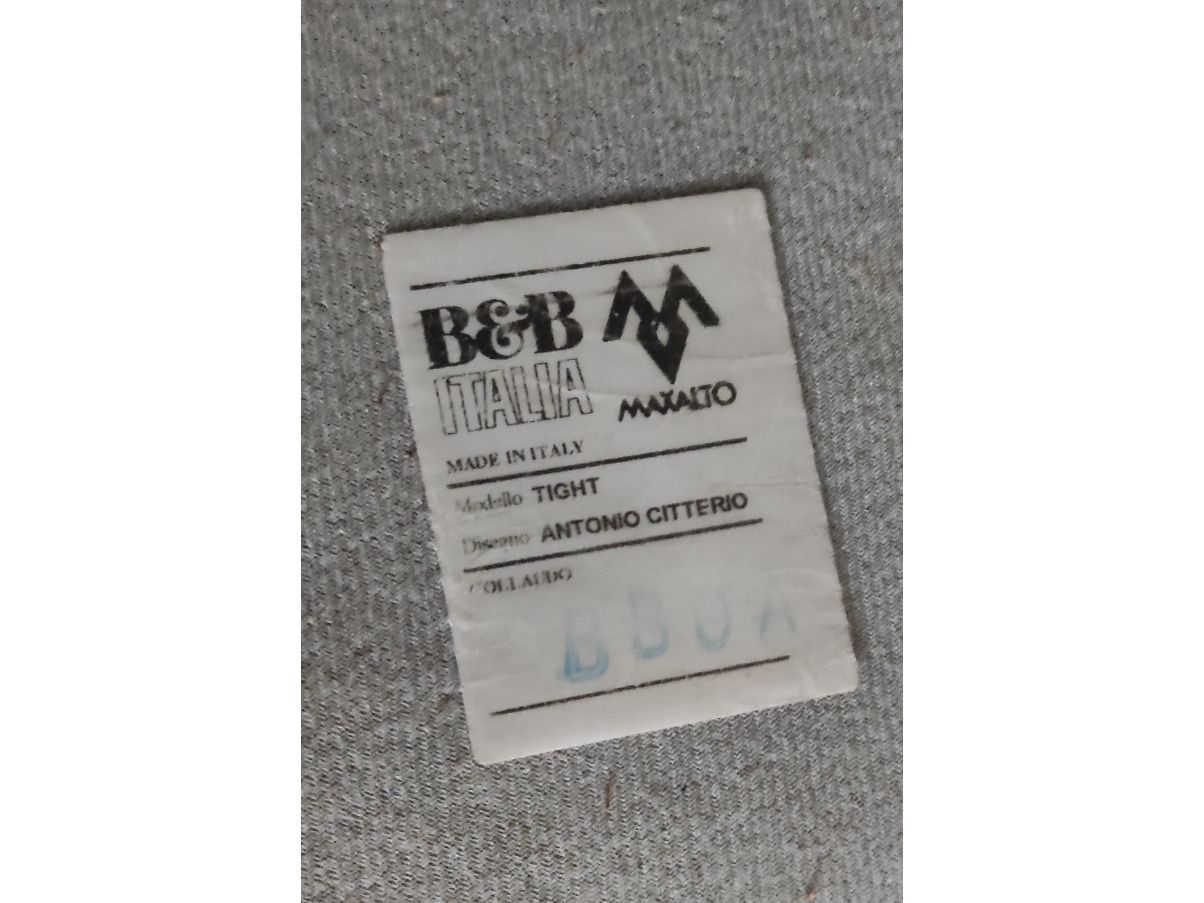 B&B
ITALIA
MAXALTO
MADE IN ITALY
Modello TIGHT
Disegno ANTONIO CITTERIO
COLLAUDO